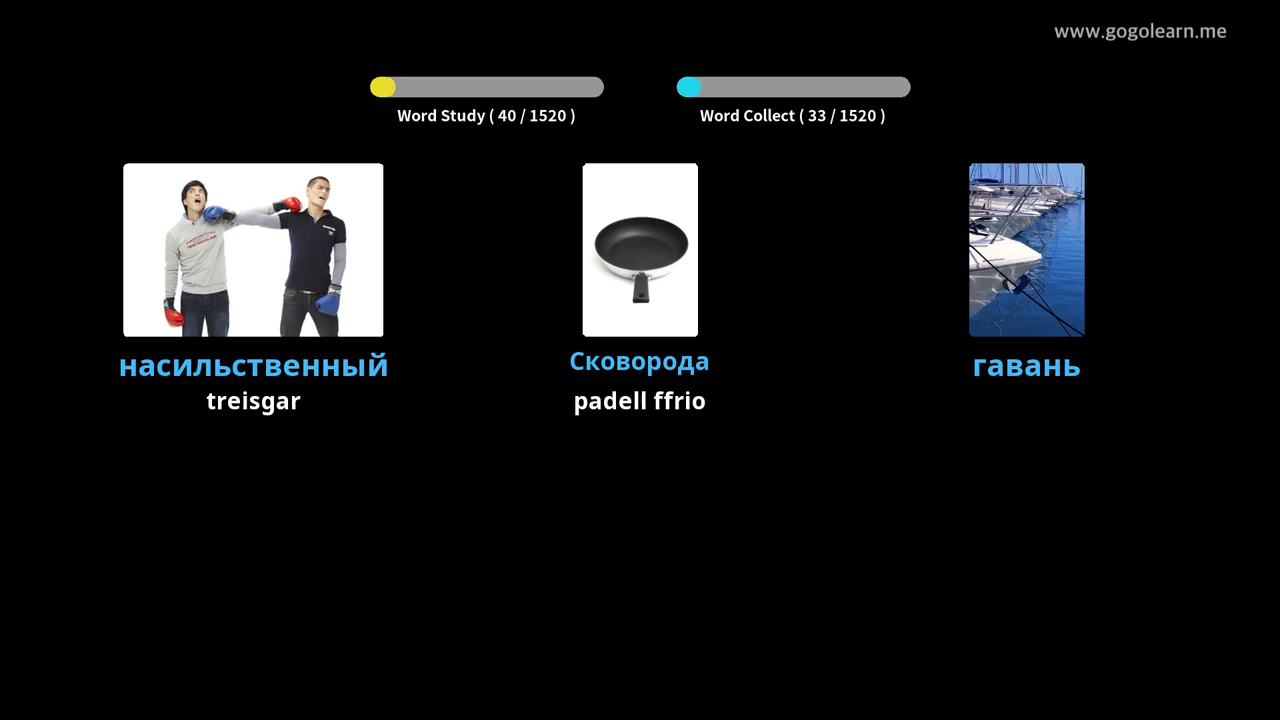 www.gogolearn.me
Word Study ( 40 / 1520 )
Word Collect ( 33 / 1520 )
насильственный
treisgar
Сковорода
padell ffrio
гавань